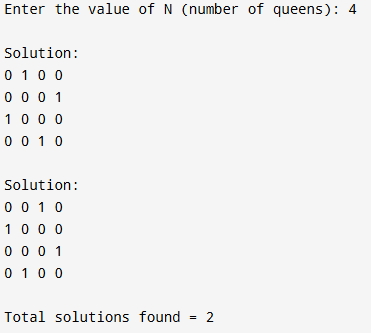 Enter the value of N (number of queens): 4
Solution:
0 1 0 0
0 0 0 1
1 0 0 0
0 0 1 0
Solution:
0 0 1 0
1 0 0 0
0 0 0 1
0 1 0 0
Total solutions found = 2